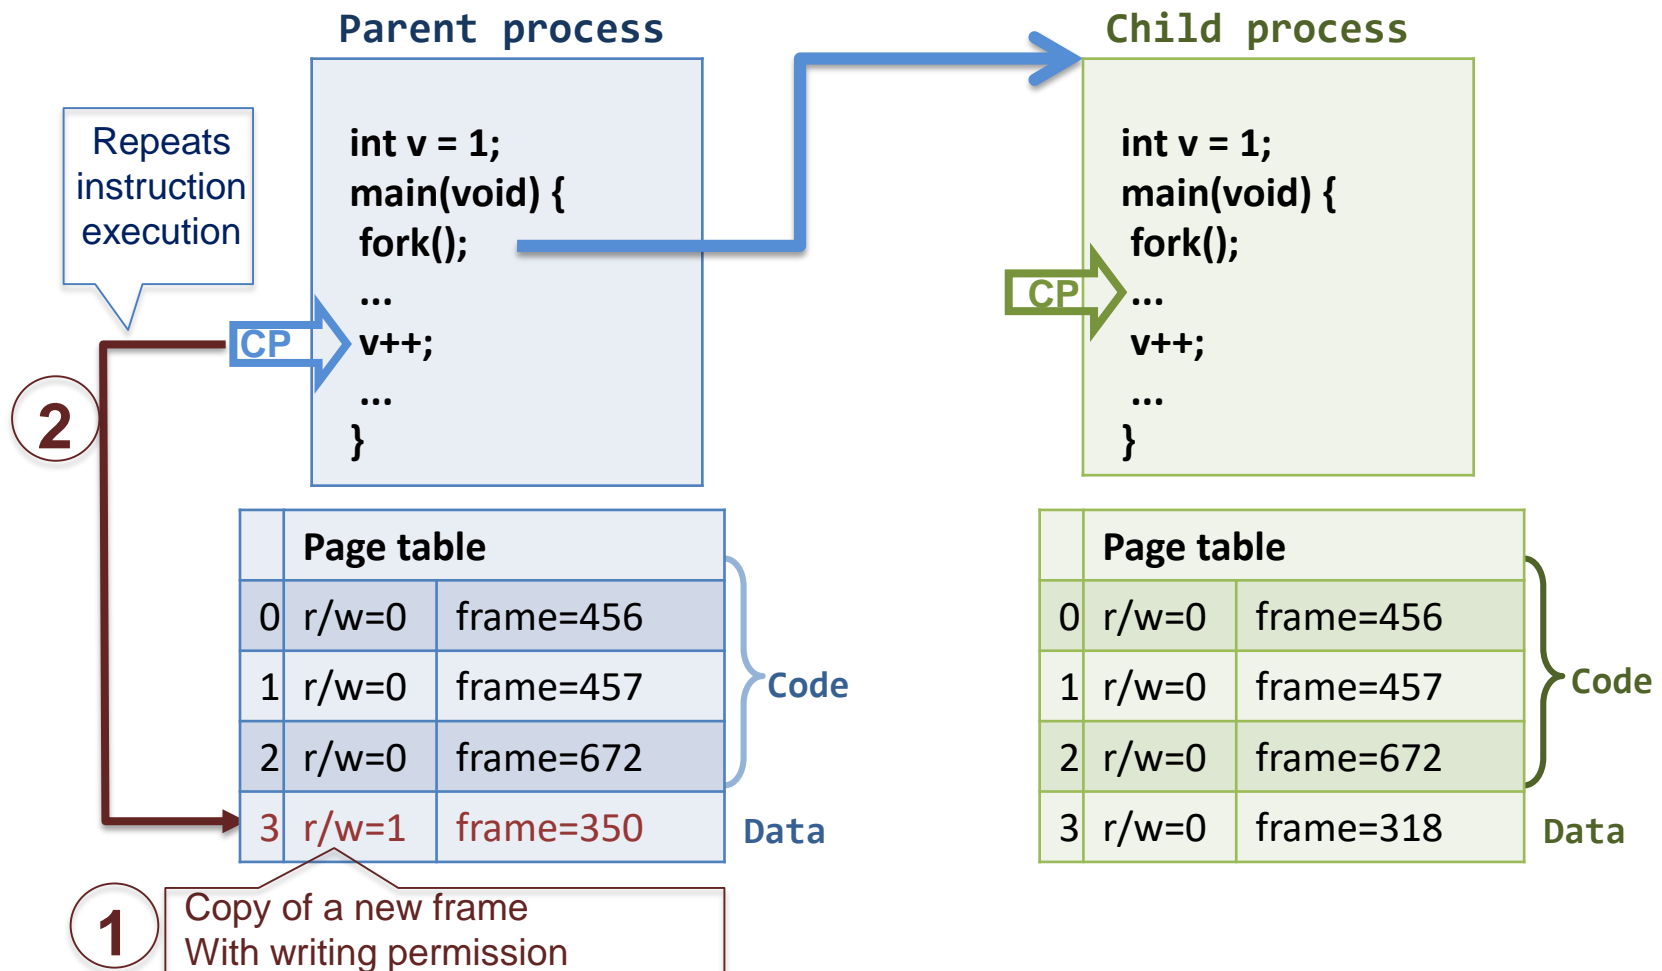 Parent process
Child process
Repeats
instruction
execution
int v = 1;
main(void) {
fork();
...
v++;
...
}
CP
int v = 1;
main(void) {
fork();
...
v++;
...
}
CP
2
Page table
0 r/w=0 frame=456
1 r/w=0 frame=457
2 r/w=0 frame=672
3 r/w=1 frame=350
Code
Data
Page table
0 r/w=0 frame=456
1 r/w=0 frame=457
2 r/w=0 frame=672
3 r/w=0 frame=318
Code
Data
1
Copy of a new frame
With writing permission